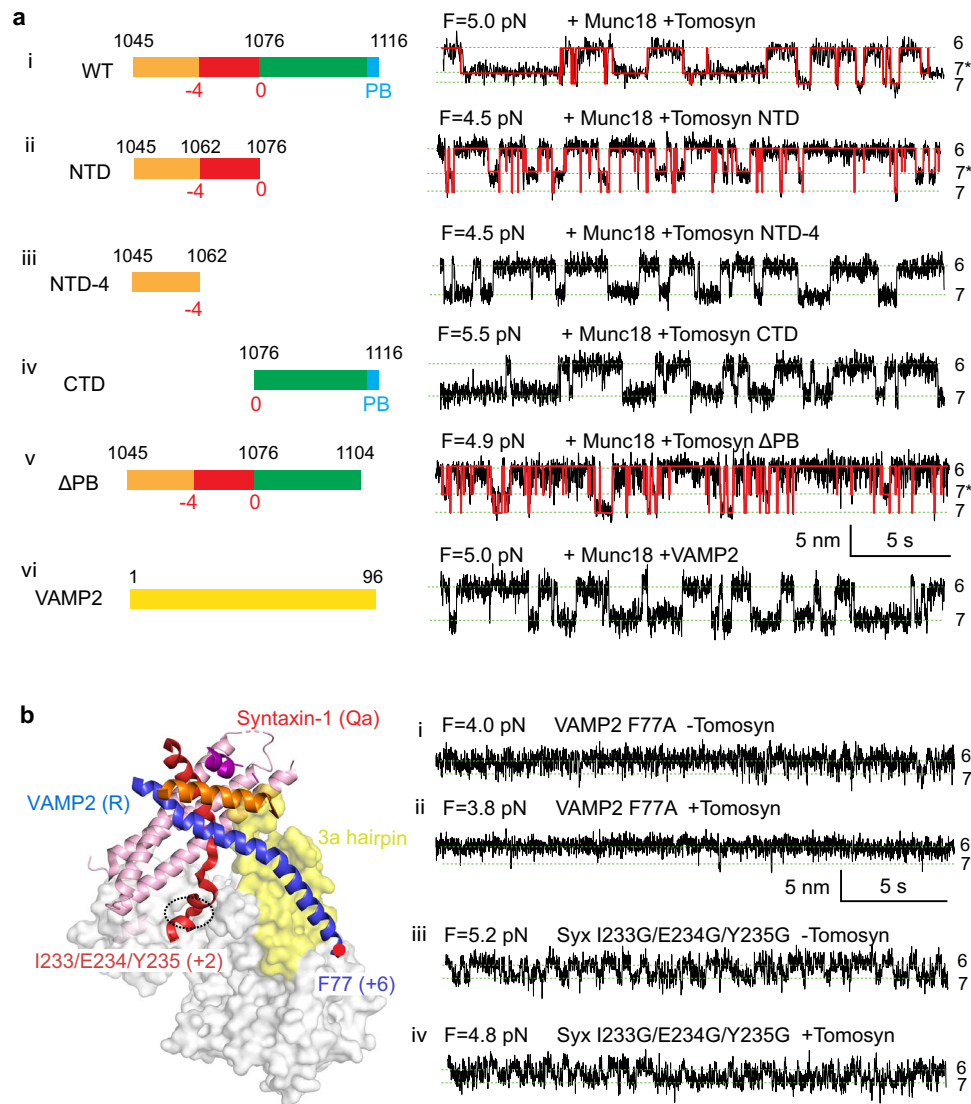 a
i
WT
1045
1076
1116
-4
0
PB
F=5.0 pN + Munc18 +Tomosyn
6
7*
7
ii
NTD
1045
1062
1076
-4
0
F=4.5 pN + Munc18 +Tomosyn NTD
6
7*
7
iii
NTD-4
1045
1062
-4
F=4.5 pN + Munc18 +Tomosyn NTD-4
6
7
iv
CTD
1076
1116
0
PB
F=5.5 pN + Munc18 +Tomosyn CTD
6
7
v
ΔPB
1045
1076
1104
-4
0
F=4.9 pN + Munc18 +Tomosyn ΔPB
6
7*
7
5 nm
5 s
vi
VAMP2
1
96
F=5.0 pN + Munc18 +VAMP2
6
7
b
Syntaxin-1 (Qa)
VAMP2 (R)
3a hairpin
I233/E234/Y235 (+2)
F77 (+6)
i
F=4.0 pN VAMP2 F77A -Tomosyn
6
7
ii
F=3.8 pN VAMP2 F77A +Tomosyn
6
7
5 nm
5 s
iii
F=5.2 pN Syx I233G/E234G/Y235G -Tomosyn
6
7
iv
F=4.8 pN Syx I233G/E234G/Y235G +Tomosyn
6
7